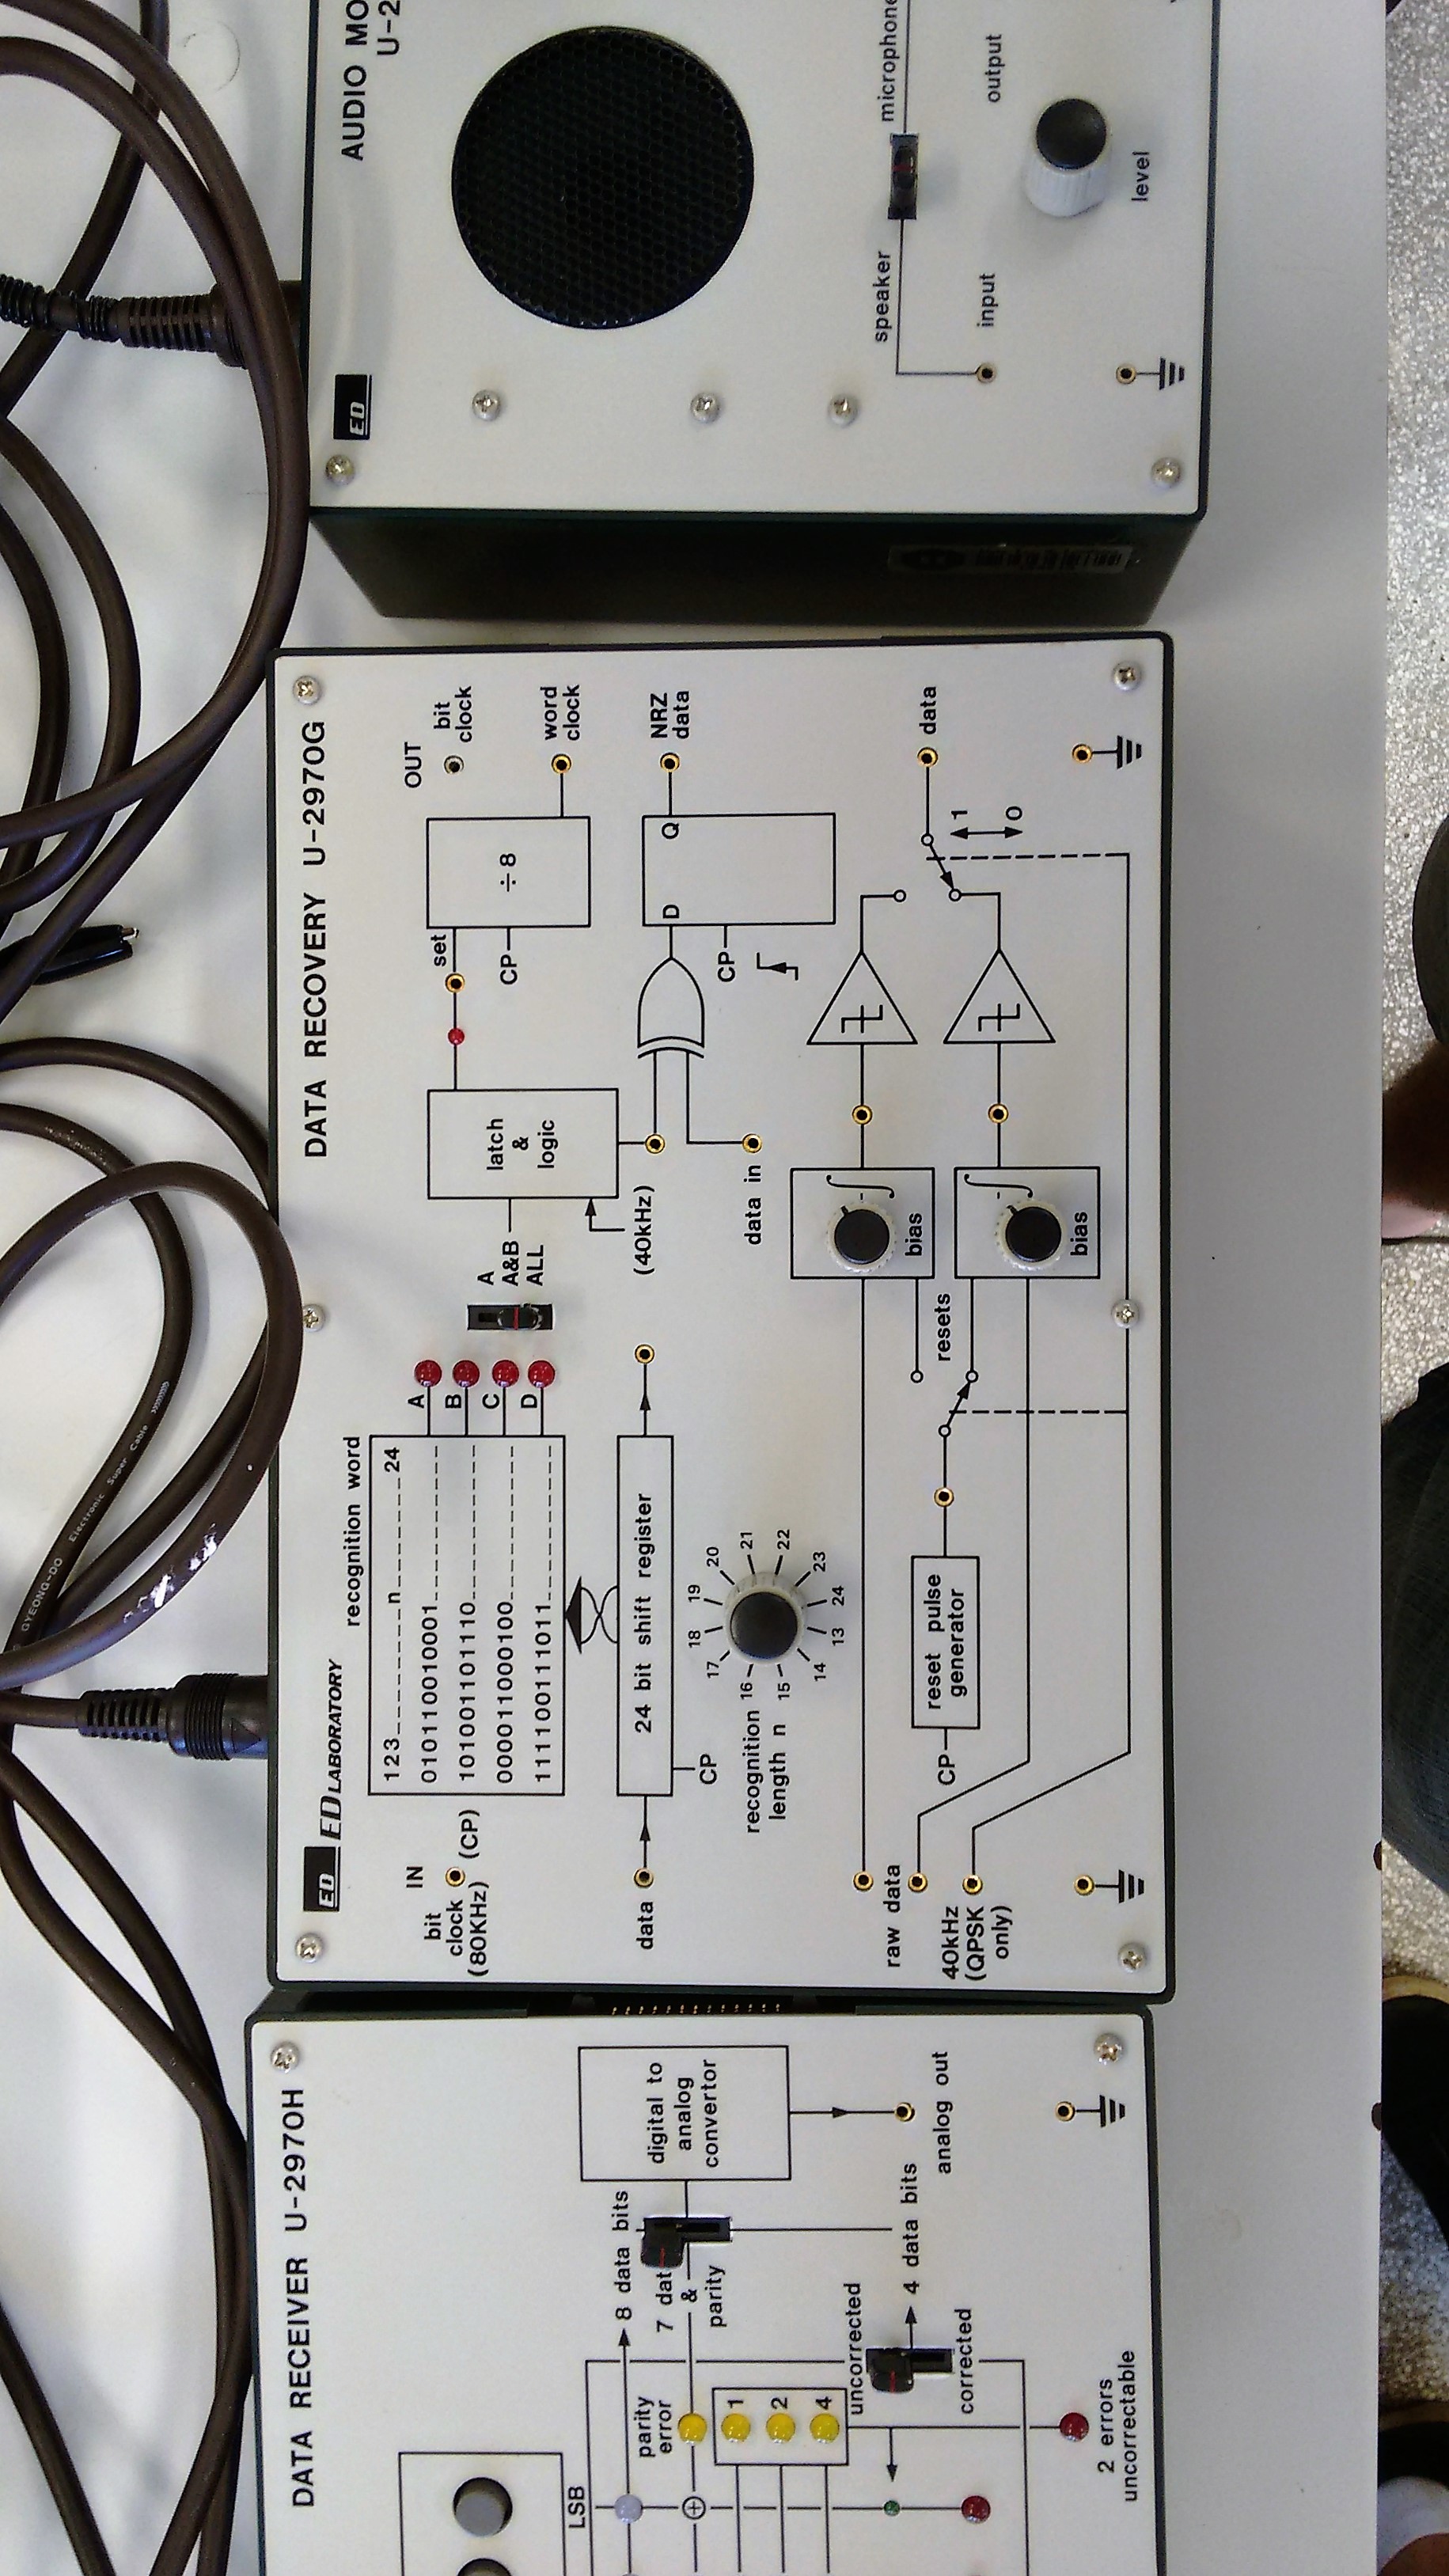 DATA RECEIVER U-2970H
LSB
parity
error
8 data bits
7 dat
&
parity
digital to
analog
convertor
analog out
1
2
4
uncorrected
4 data bits
corrected
2 errors
uncorrectable
ED
ED LABORATORY
DATA RECOVERY U-2970G
IN
bit
clock
(80KHz)
(CP)
recognition word
123
n
24
010110010001
101001101110
000011000100
111100111011
A
B
C
D
A
A&B
ALL
latch
&
logic
(40kHz)
set
CP
÷8
OUT
bit
clock
word
clock
data
24 bit shift register
CP
data in
D
Q
CP
NRZ
data
recognition
length n
13
14
15
16
17
18
19
20
21
22
23
24
raw data
40kHz
(QPSK
only)
CP
reset pulse
generator
resets
bias
bias
1
0
data
ED
AUDIO MO
U-2
speaker
microphone
input
output
level
GYEONG-DO Electronic Super Cable